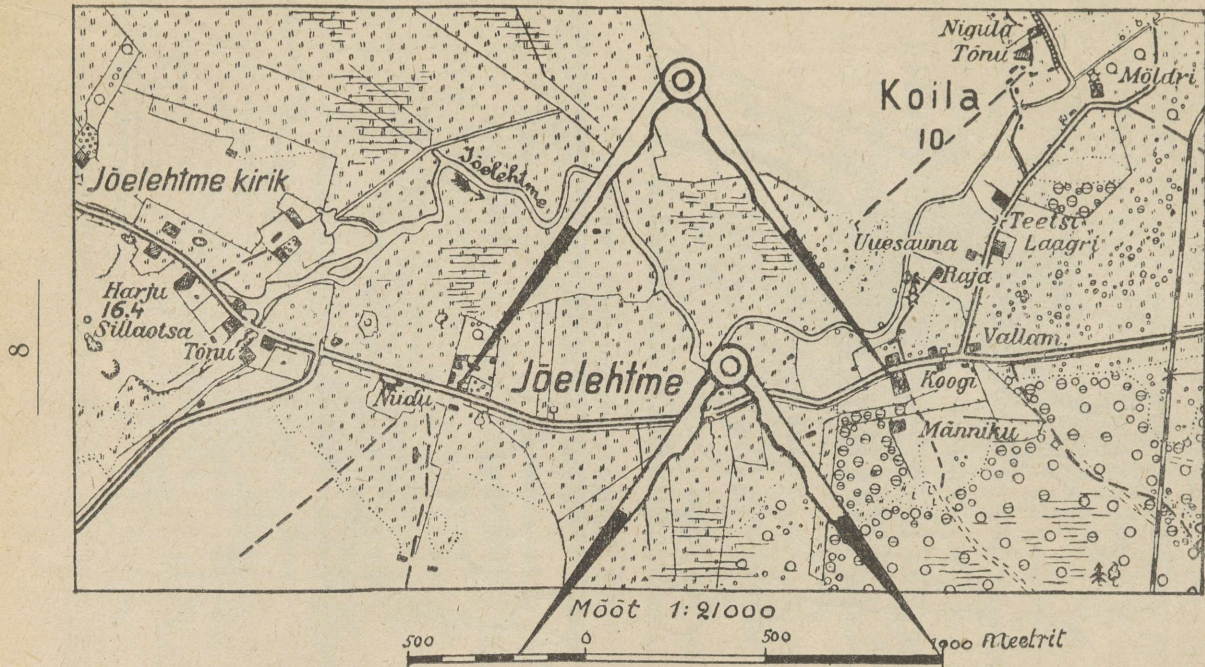 8
Nigula
Tõnu
Möldri
Koila
10
Jõelehtme
Jõelehtme kirik
Teetsi
Laagri
Uuesauna
Raja
Harju
16.4
Sillaotsa
Tõnu
Vallam.
Koogi
Jõelehtme
Nudu
Männiku
Mõõt 1:21000
500 0 500 1000 Meetrit